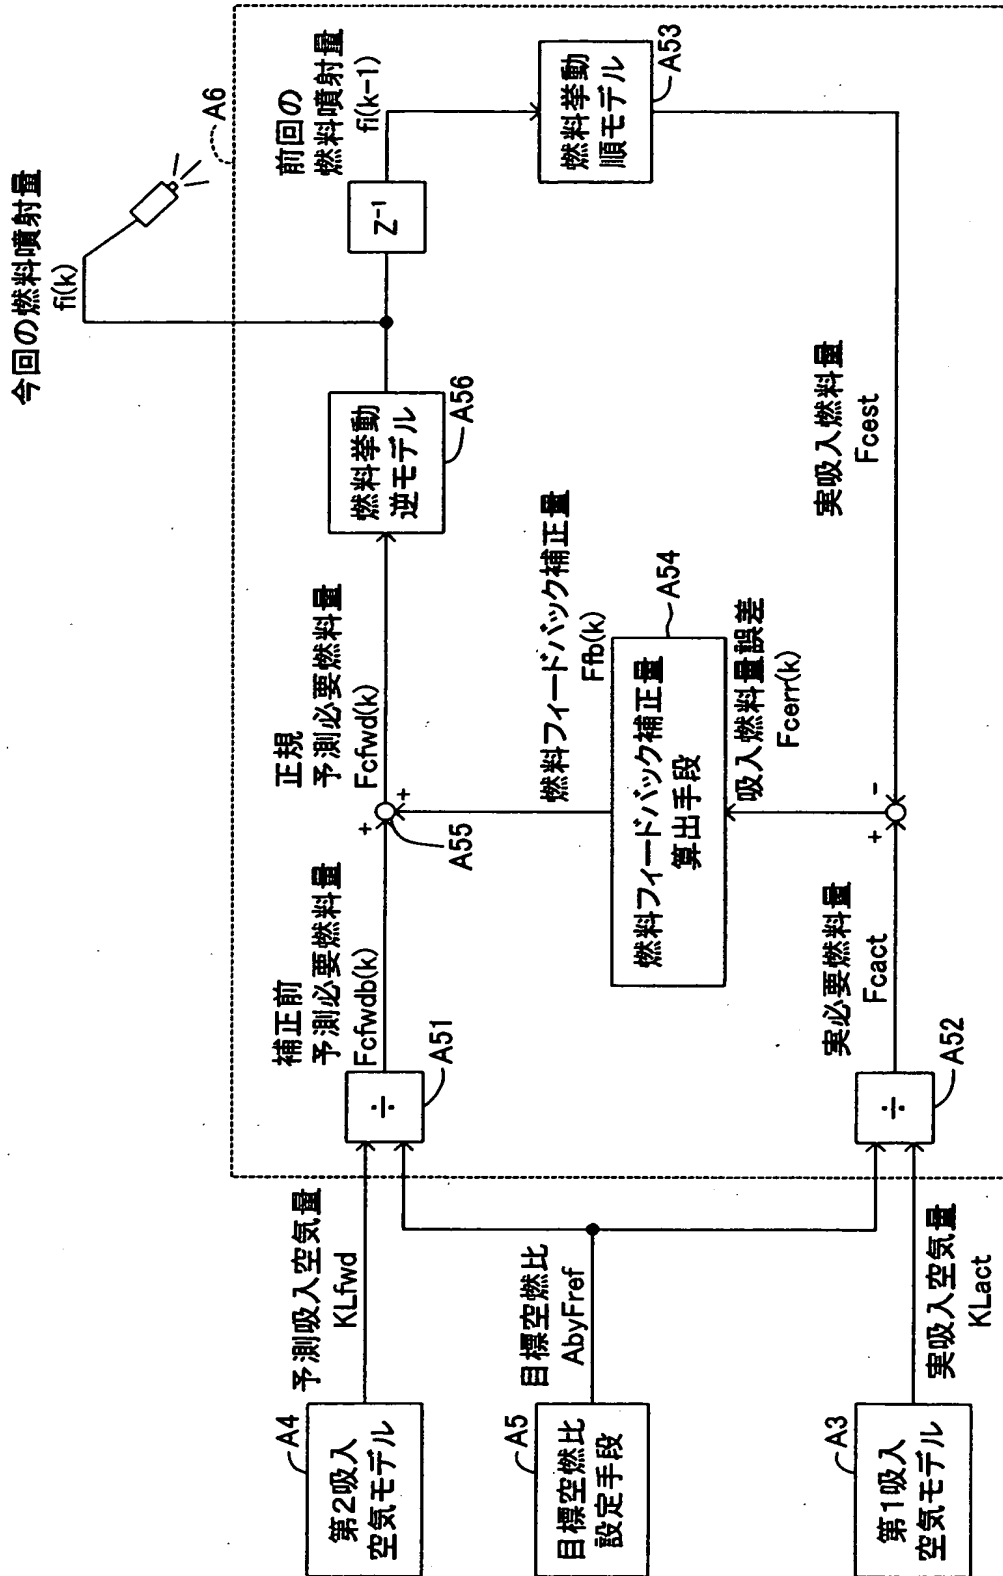 今回の燃料噴射量
fi(k)
A6
前回の
燃料噴射量
fi(k-1)
Z⁻¹
燃料挙動
順モデル
A53
燃料挙動
逆モデル
A56
正規
予測必要燃料量
Fcfwd(k)
+
+
A55
補正前
予測必要燃料量
Fcfwdb(k)
÷
A51
予測吸入空気量
KLfwd
A4
第2吸入
空気モデル
燃料フィードバック補正量
Ffb(k)
A54
燃料フィードバック補正量
算出手段
吸入燃料量誤差
Fcerr(k)
目標空燃比
AbyFref
A5
目標空燃比
設定手段
実吸入燃料量
Fcest
-
+
実必要燃料量
Fcact
÷
A52
実吸入空気量
KLact
A3
第1吸入
空気モデル